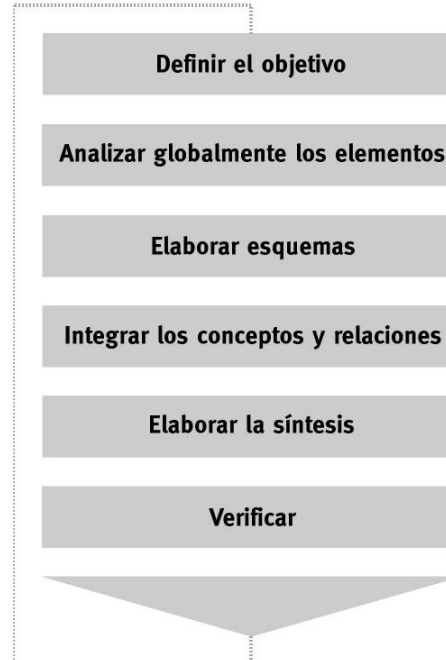 Definir el objetivo
Analizar globalmente los elementos
Elaborar esquemas
Integrar los conceptos y relaciones
Elaborar la síntesis
Verificar